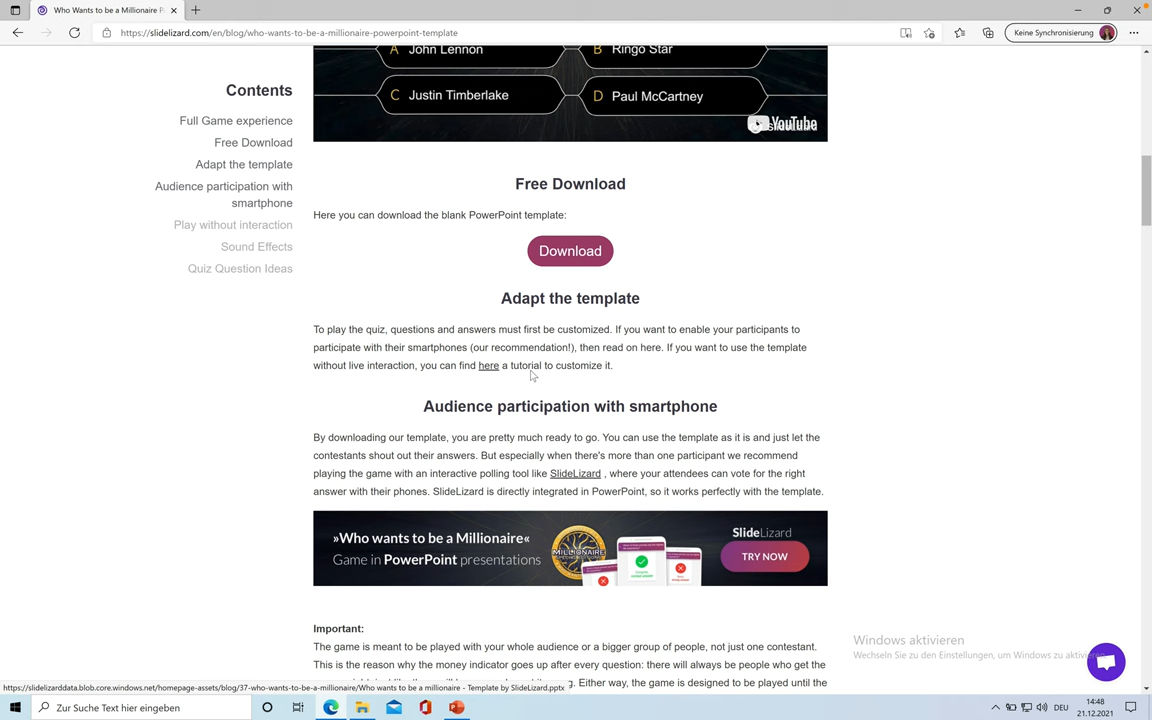 Who Wants to be a Millionaire P
https://slidelizard.com/en/blog/who-wants-to-be-a-millionaire-powerpoint-template
Keine Synchronisierung
A John Lennon
B Ringo Star
C Justin Timberlake
D Paul McCartney
YouTube
Contents
Full Game experience
Free Download
Adapt the template
Audience participation with
smartphone
Play without interaction
Sound Effects
Quiz Question Ideas
Free Download
Here you can download the blank PowerPoint template:
Download
Adapt the template
To play the quiz, questions and answers must first be customized. If you want to enable your participants to
participate with their smartphones (our recommendation!), then read on here. If you want to use the template
without live interaction, you can find here a tutorial to customize it.
Audience participation with smartphone
By downloading our template, you are pretty much ready to go. You can use the template as it is and just let the
contestants shout out their answers. But especially when there's more than one participant we recommend
playing the game with an interactive polling tool like SlideLizard , where your attendees can vote for the right
answer with their phones. SlideLizard is directly integrated in PowerPoint, so it works perfectly with the template.
»Who wants to be a Millionaire«
Game in PowerPoint presentations
MILLIONAIRE
SlideLizard
TRY NOW
Important:
The game is meant to be played with your whole audience or a bigger group of people, not just one contestant.
This is the reason why the money indicator goes up after every question: there will always be people who get the
Either way, the game is designed to be played until the
Windows aktivieren
Wechseln Sie zu den Einstellungen, um Windows zu aktivieren.
https://slidelizarddata.blob.core.windows.net/homepage-assets/blog/37-who-wants-to-be-a-millionaire/Who wants to be a millionaire - Template by SlideLizard.pptx
Zur Suche Text hier eingeben
DEU
14:48
21.12.2021